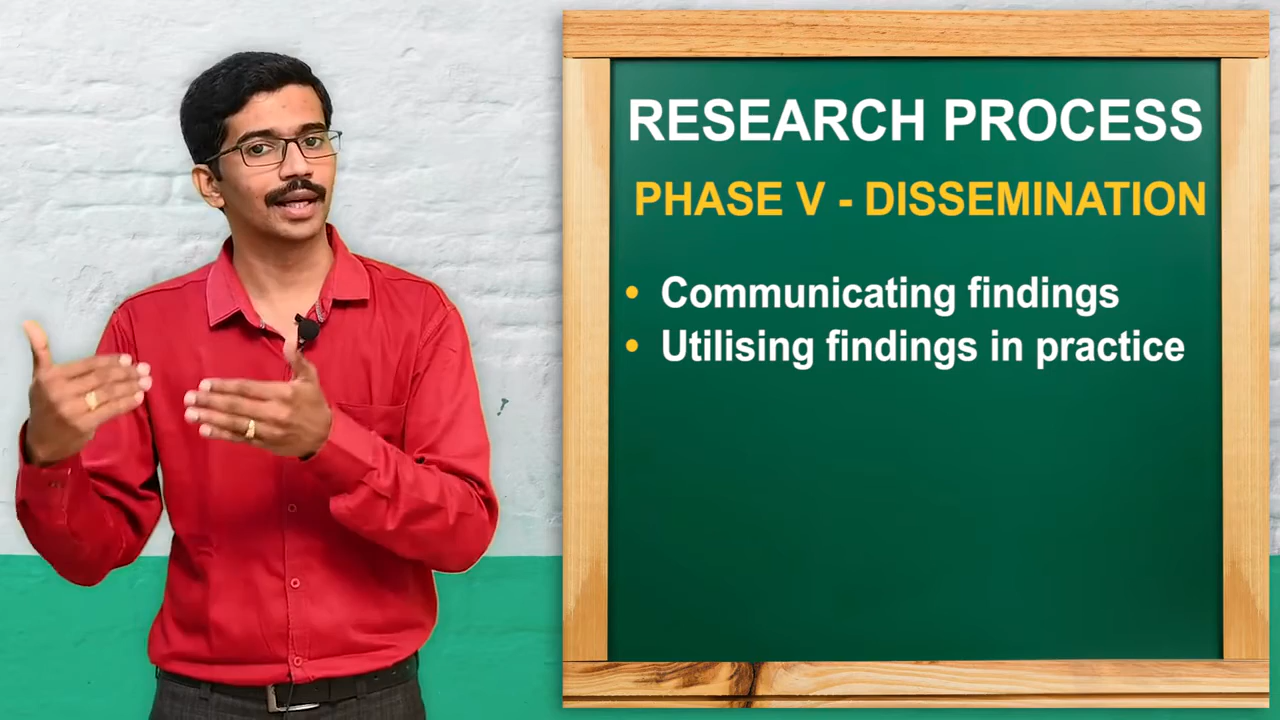 RESEARCH PROCESS
PHASE V - DISSEMINATION
• Communicating findings
• Utilising findings in practice